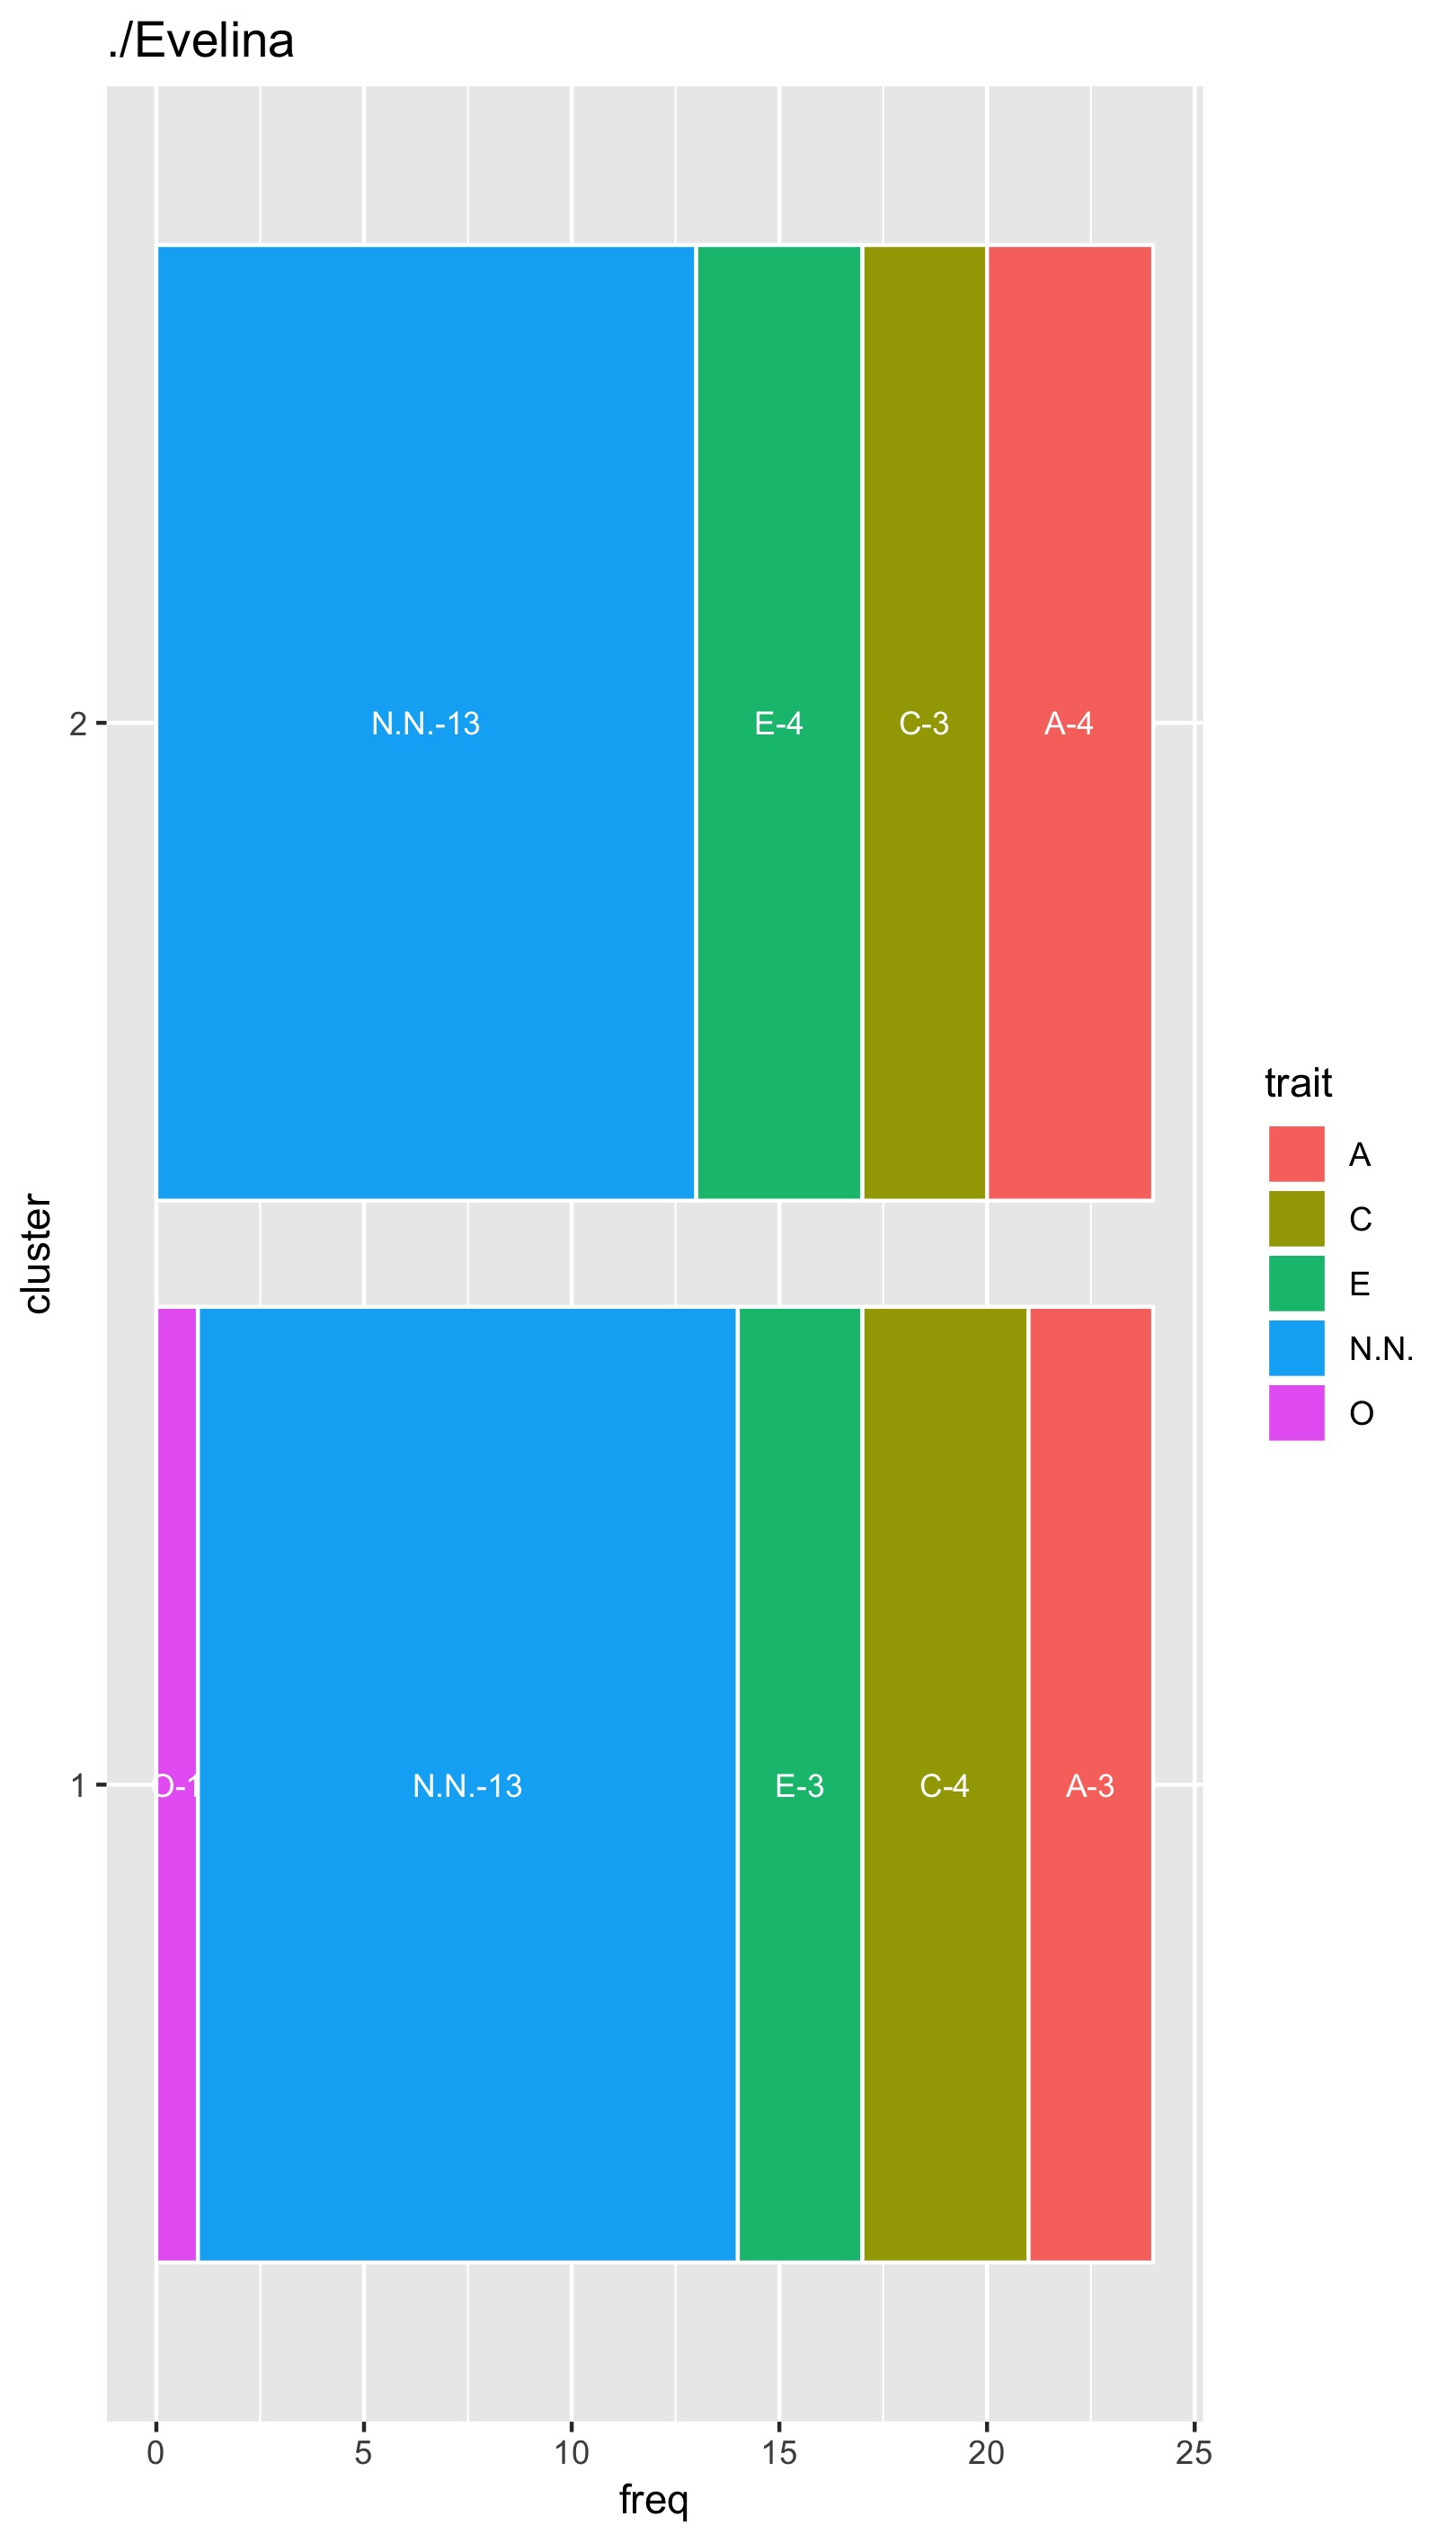 ./Evelina
2
N.N.-13
E-4
C-3
A-4
cluster
1
O-1
N.N.-13
E-3
C-4
A-3
0
5
10
15
20
25
freq
trait
A
C
E
N.N.
O